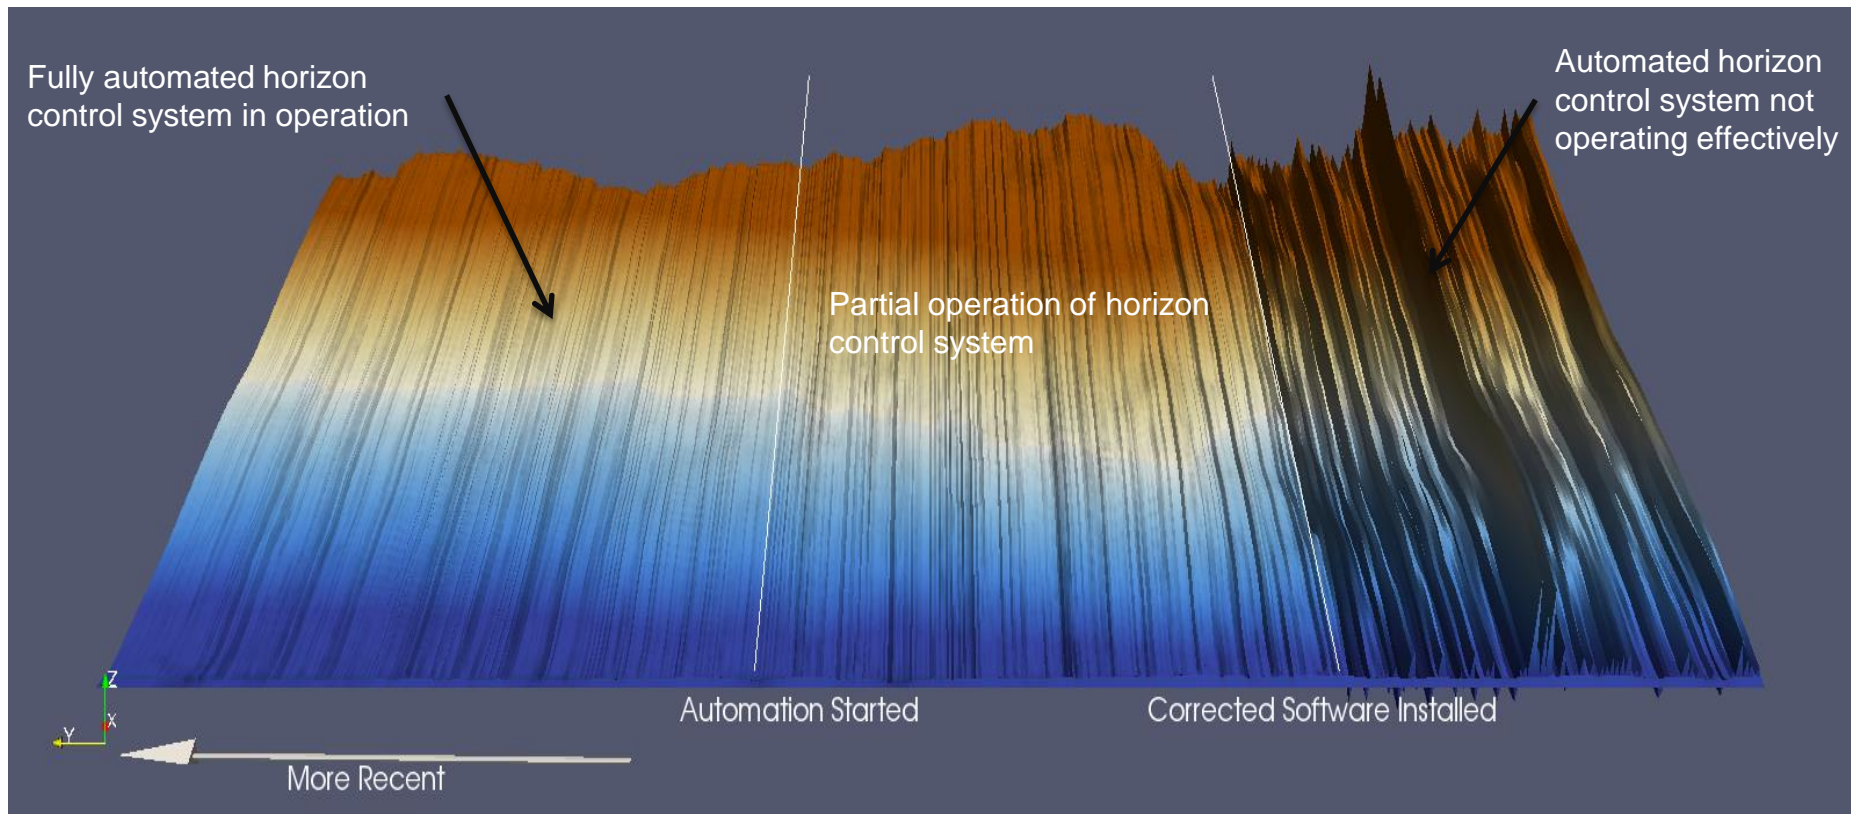 Fully automated horizon
control system in operation
Automated horizon
control system not
operating effectively
Partial operation of horizon
control system
Automation Started
Corrected Software Installed
Z
X
Y
More Recent